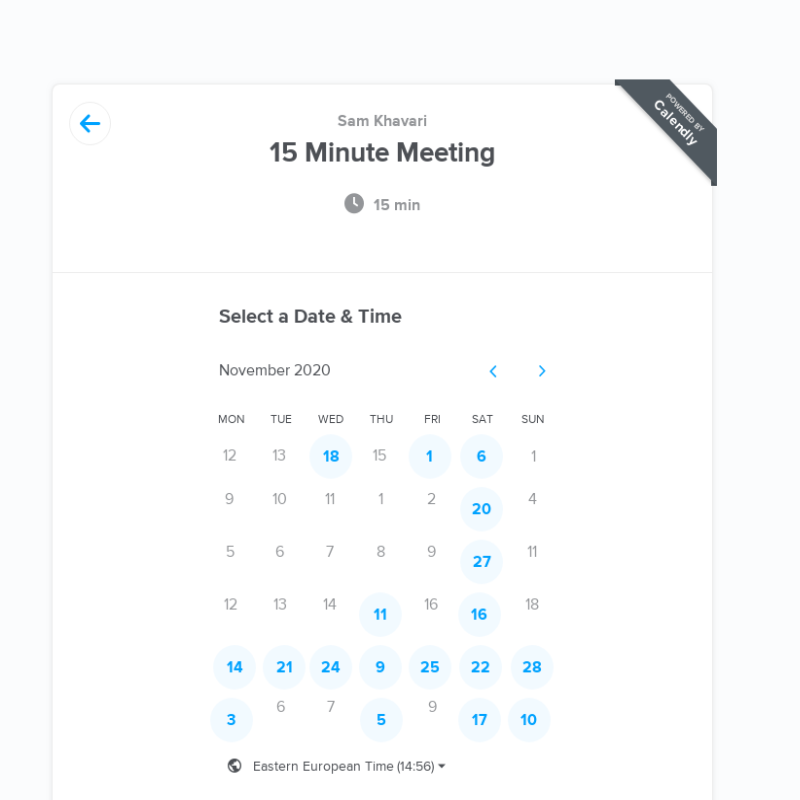 POWERED BY
Calendly
Sam Khavari
15 Minute Meeting
15 min
Select a Date & Time
November 2020
MON TUE WED THU FRI SAT SUN
12 13 18 15 1 6 1
9 10 11 1 2 20 4
5 6 7 8 9 27 11
12 13 14 11 16 16 18
14 21 24 9 25 22 28
3 6 7 5 9 17 10
Eastern European Time (14:56)